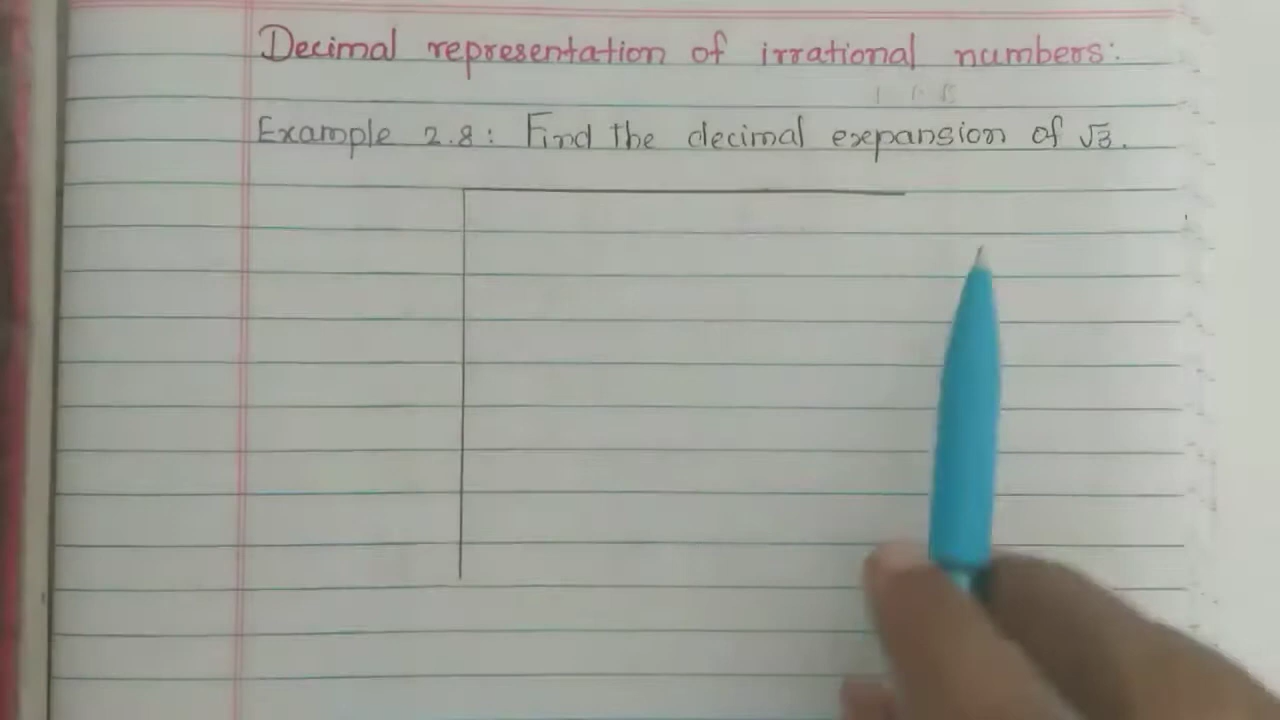 Decimal representation of irrational numbers:
Example 2.8: Find the decimal expansion of √3.